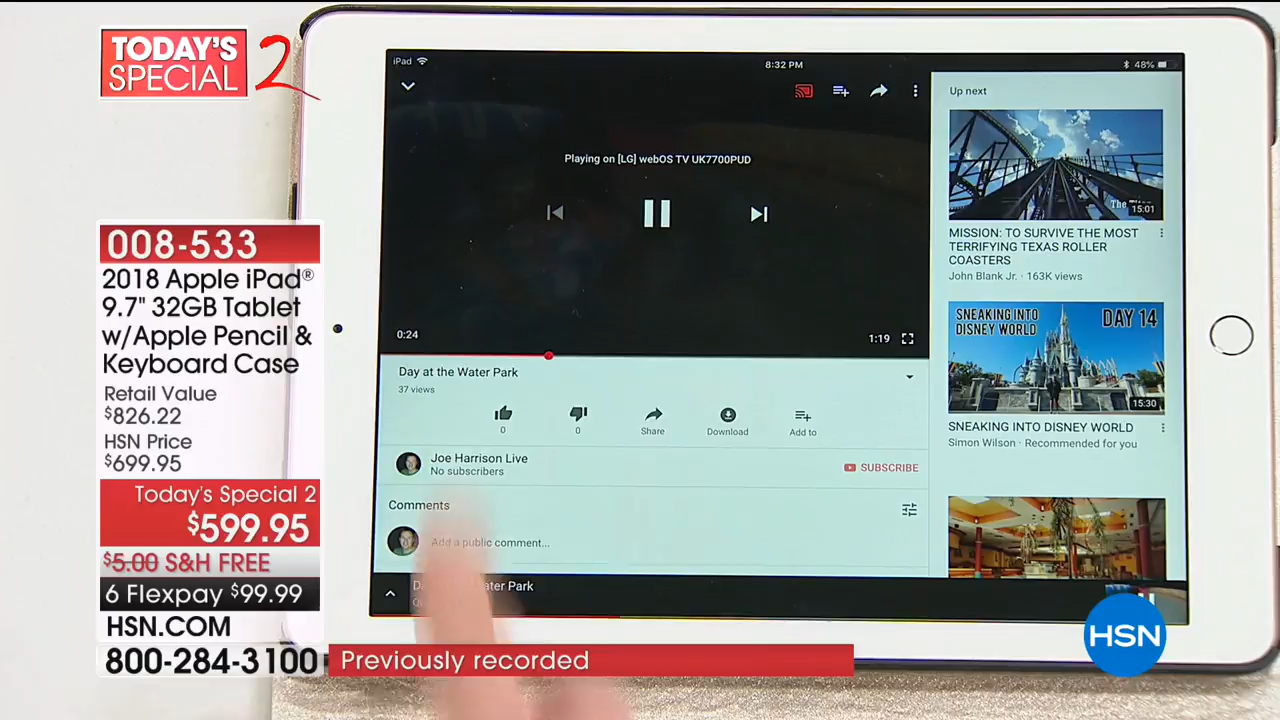 TODAY'S
SPECIAL 2
008-533
2018 Apple iPad®
9.7" 32GB Tablet
w/Apple Pencil &
Keyboard Case
Retail Value
$826.22
HSN Price
$699.95
Today's Special 2
$599.95
$5.00 S&H FREE
6 Flexpay $99.99
HSN.COM
800-284-3100
Previously recorded
HSN
iPad
8:32 PM
48%
Playing on [LG] webOS TV UK7700PUD
0:24
1:19
Day at the Water Park
37 views
0
0
Share
Download
Add to
Joe Harrison Live
No subscribers
SUBSCRIBE
Comments
Add a public comment...
Water Park
Up next
The
15:01
MISSION: TO SURVIVE THE MOST
TERRIFYING TEXAS ROLLER
COASTERS
John Blank Jr. · 163K views
SNEAKING INTO
DISNEY WORLD
DAY 14
15:30
SNEAKING INTO DISNEY WORLD
Simon Wilson · Recommended for you